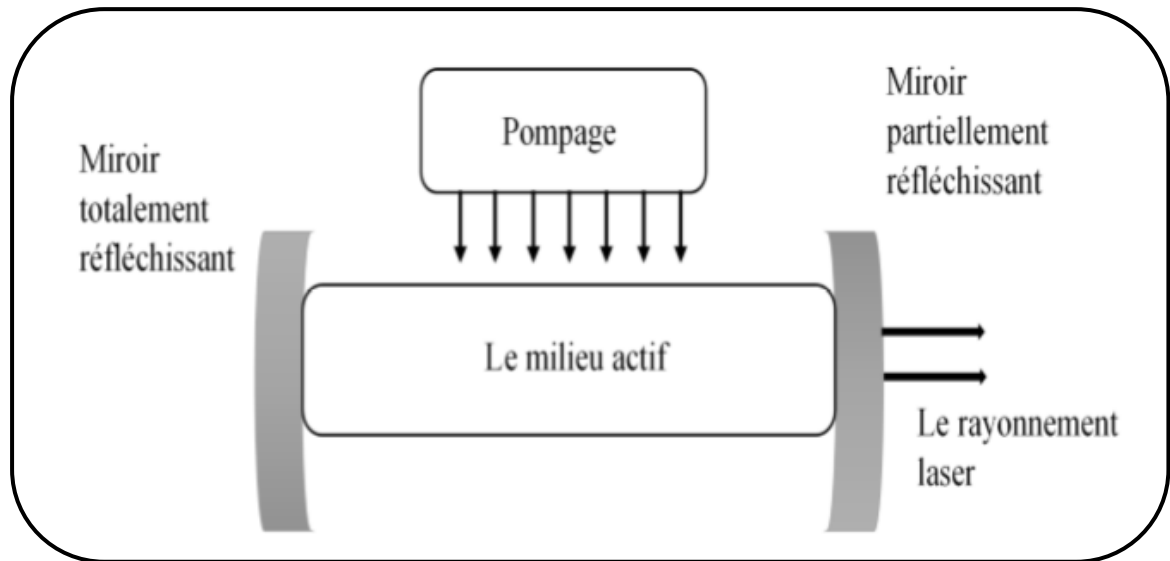 Pompage
Miroir
partiellement
réfléchissant
Miroir
totalement
réfléchissant
Le milieu actif
Le rayonnement
laser